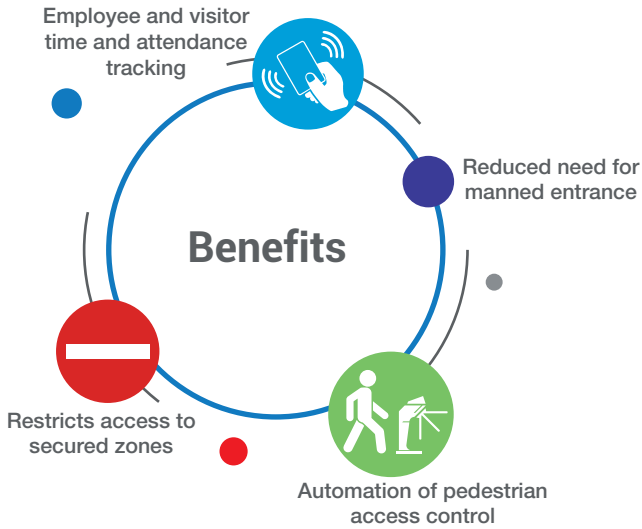 Employee and visitor
time and attendance
tracking
Reduced need for
manned entrance
Benefits
Restricts access to
secured zones
Automation of pedestrian
access control